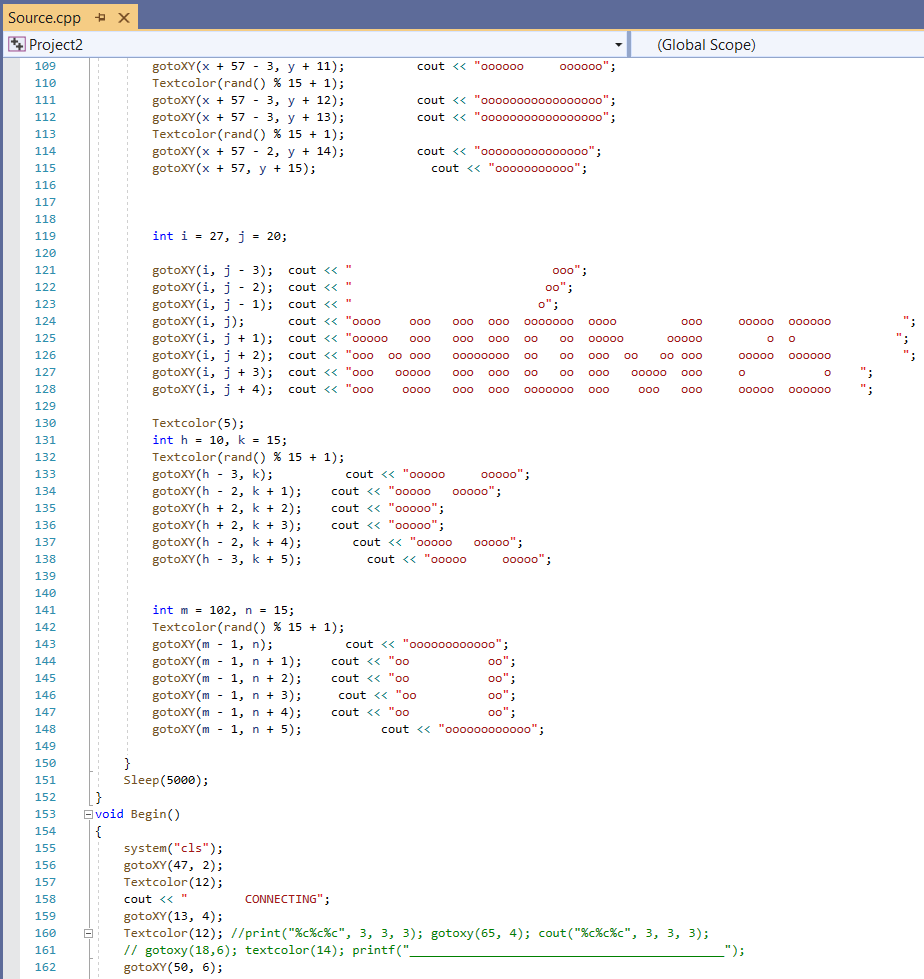 Source.cpp
Project2 (Global Scope)
109 gotoXY(x + 57 - 3, y + 11);          cout << "oooooo     oooooo";
110 Textcolor(rand() % 15 + 1);
111 gotoXY(x + 57 - 3, y + 12);          cout << "ooooooooooooooooo";
112 gotoXY(x + 57 - 3, y + 13);          cout << "ooooooooooooooooo";
113 Textcolor(rand() % 15 + 1);
114 gotoXY(x + 57 - 2, y + 14);          cout << "ooooooooooooooo";
115 gotoXY(x + 57, y + 15);                cout << "ooooooooooo";
116
117
118
119 int i = 27, j = 20;
120
121 gotoXY(i, j - 3);  cout << "                            ooo";
122 gotoXY(i, j - 2);  cout << "                           oo";
123 gotoXY(i, j - 1);  cout << "                          o";
124 gotoXY(i, j);      cout << "oooo    ooo   ooo  ooo  ooooooo  oooo         ooo     ooooo  oooooo          ";
125 gotoXY(i, j + 1);  cout << "ooooo   ooo   ooo  ooo  oo   oo  ooooo      ooooo         o  o              ";
126 gotoXY(i, j + 2);  cout << "ooo  oo ooo   oooooooo  oo   oo  ooo  oo   oo ooo     ooooo  oooooo          ";
127 gotoXY(i, j + 3);  cout << "ooo   ooooo   ooo  ooo  oo   oo  ooo   ooooo  ooo     o           o    ";
128 gotoXY(i, j + 4);  cout << "ooo    oooo   ooo  ooo  ooooooo  ooo    ooo   ooo     ooooo  oooooo    ";
129
130 Textcolor(5);
131 int h = 10, k = 15;
132 Textcolor(rand() % 15 + 1);
133 gotoXY(h - 3, k);          cout << "ooooo     ooooo";
134 gotoXY(h - 2, k + 1);    cout << "ooooo   ooooo";
135 gotoXY(h + 2, k + 2);    cout << "ooooo";
136 gotoXY(h + 2, k + 3);    cout << "ooooo";
137 gotoXY(h - 2, k + 4);       cout << "ooooo   ooooo";
138 gotoXY(h - 3, k + 5);         cout << "ooooo     ooooo";
139
140
141 int m = 102, n = 15;
142 Textcolor(rand() % 15 + 1);
143 gotoXY(m - 1, n);          cout << "oooooooooooo";
144 gotoXY(m - 1, n + 1);    cout << "oo           oo";
145 gotoXY(m - 1, n + 2);    cout << "oo           oo";
146 gotoXY(m - 1, n + 3);     cout << "oo          oo";
147 gotoXY(m - 1, n + 4);    cout << "oo           oo";
148 gotoXY(m - 1, n + 5);           cout << "oooooooooooo";
149
150 }
151 Sleep(5000);
152 }
153 void Begin()
154 {
155 system("cls");
156 gotoXY(47, 2);
157 Textcolor(12);
158 cout << "        CONNECTING";
159 gotoXY(13, 4);
160 Textcolor(12); //print("%c%c%c", 3, 3, 3); gotoxy(65, 4); cout("%c%c%c", 3, 3, 3);
161 // gotoxy(18,6); textcolor(14); printf("____________________________________________");
162 gotoXY(50, 6);